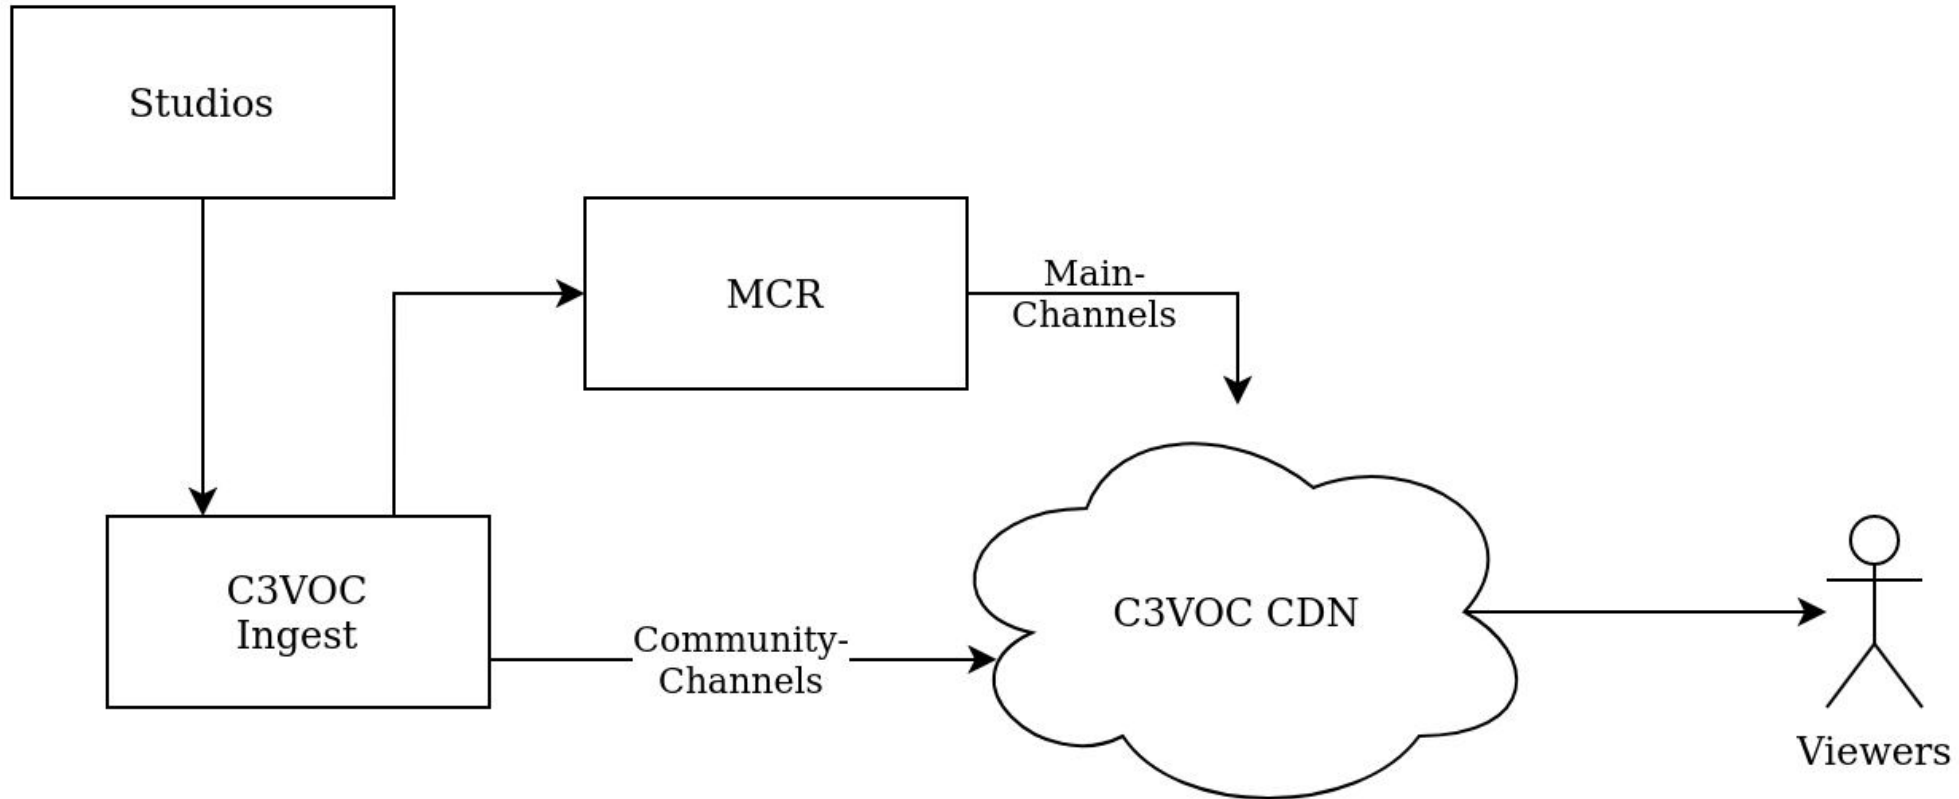 Studios
MCR
Main-
Channels
C3VOC
Ingest
Community-
Channels
C3VOC CDN
Viewers